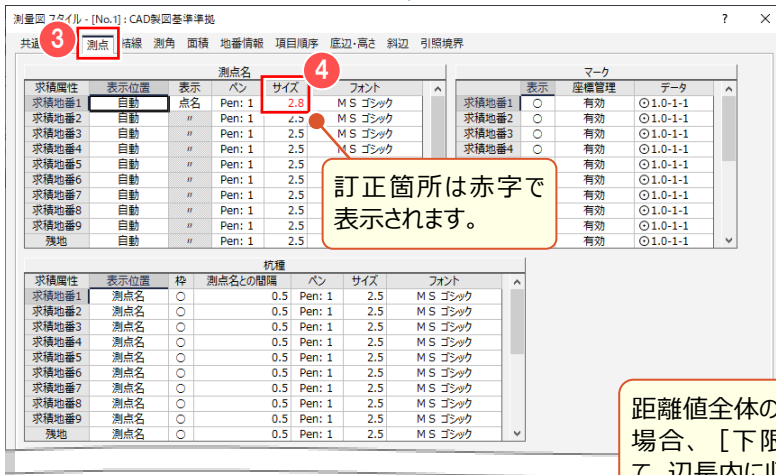 測量図 スタイル - [No.1] : CAD製図基準準拠
?
×
3
測点 結線 測角 面積 地番情報 項目順序 底辺・高さ 斜辺 引照境界
測点名
4
求積属性 表示位置 表示 ペン サイズ フォント
求積地番1 自動 点名 Pen: 1 2.8 ＭＳ ゴシック
求積地番2 自動 〃 Pen: 1 2.5 ＭＳ ゴシック
求積地番3 自動 〃 Pen: 1 2.5 ＭＳ ゴシック
求積地番4 自動 〃 Pen: 1 2.5 ＭＳ ゴシック
求積地番5 自動 〃 Pen: 1 2.5
求積地番6 自動 〃 Pen: 1 2.5
求積地番7 自動 〃 Pen: 1 2.5
求積地番8 自動 〃 Pen: 1 2.5
求積地番9 自動 〃 Pen: 1 2.5
残地 自動 〃 Pen: 1 2.5
マーク
表示 座標管理 データ
求積地番1 ○ 有効 ⊙1.0-1-1
求積地番2 ○ 有効 ⊙1.0-1-1
求積地番3 ○ 有効 ⊙1.0-1-1
求積地番4 ○ 有効 ⊙1.0-1-1
有効 ⊙1.0-1-1
有効 ⊙1.0-1-1
有効 ⊙1.0-1-1
有効 ⊙1.0-1-1
有効 ⊙1.0-1-1
有効 ⊙1.0-1-1
訂正箇所は赤字で
表示されます。
杭種
求積属性 表示位置 枠 測点名との間隔 ペン サイズ フォント
求積地番1 測点名 ○ 0.5 Pen: 1 2.5 ＭＳ ゴシック
求積地番2 測点名 ○ 0.5 Pen: 1 2.5 ＭＳ ゴシック
求積地番3 測点名 ○ 0.5 Pen: 1 2.5 ＭＳ ゴシック
求積地番4 測点名 ○ 0.5 Pen: 1 2.5 ＭＳ ゴシック
求積地番5 測点名 ○ 0.5 Pen: 1 2.5 ＭＳ ゴシック
求積地番6 測点名 ○ 0.5 Pen: 1 2.5 ＭＳ ゴシック
求積地番7 測点名 ○ 0.5 Pen: 1 2.5 ＭＳ ゴシック
求積地番8 測点名 ○ 0.5 Pen: 1 2.5 ＭＳ ゴシック
求積地番9 測点名 ○ 0.5 Pen: 1 2.5 ＭＳ ゴシック
残地 測点名 ○ 0.5 Pen: 1 2.5 ＭＳ ゴシック
距離値全体の
場合、［下限